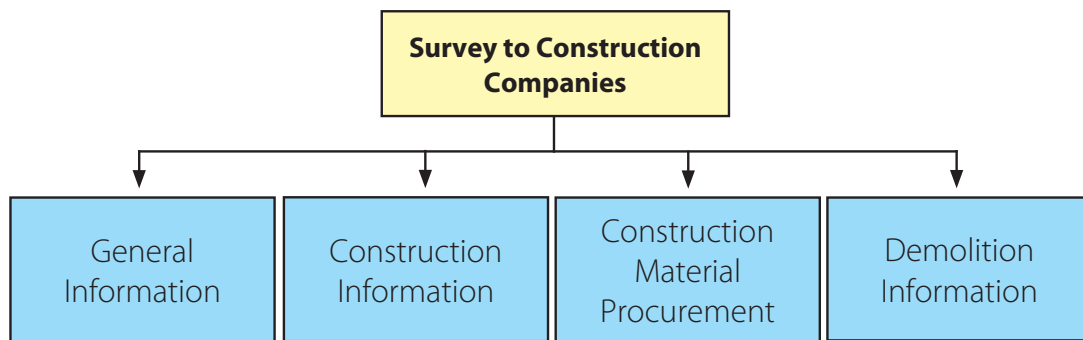 Survey to Construction
Companies
General
Information
Construction
Information
Construction
Material
Procurement
Demolition
Information